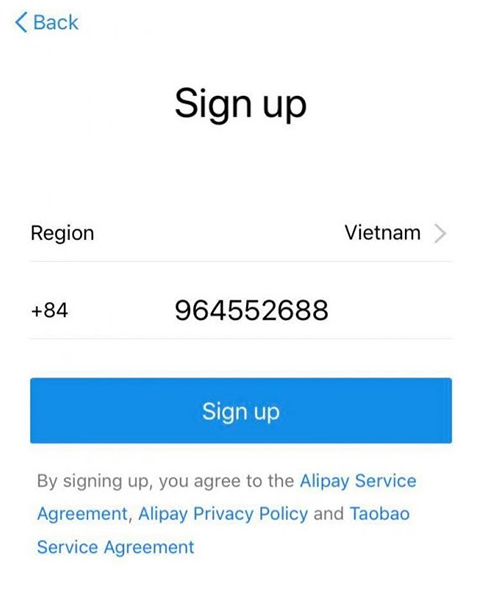 Back
Sign up
Region Vietnam
+84 964552688
Sign up
By signing up, you agree to the Alipay Service
Agreement, Alipay Privacy Policy and Taobao
Service Agreement